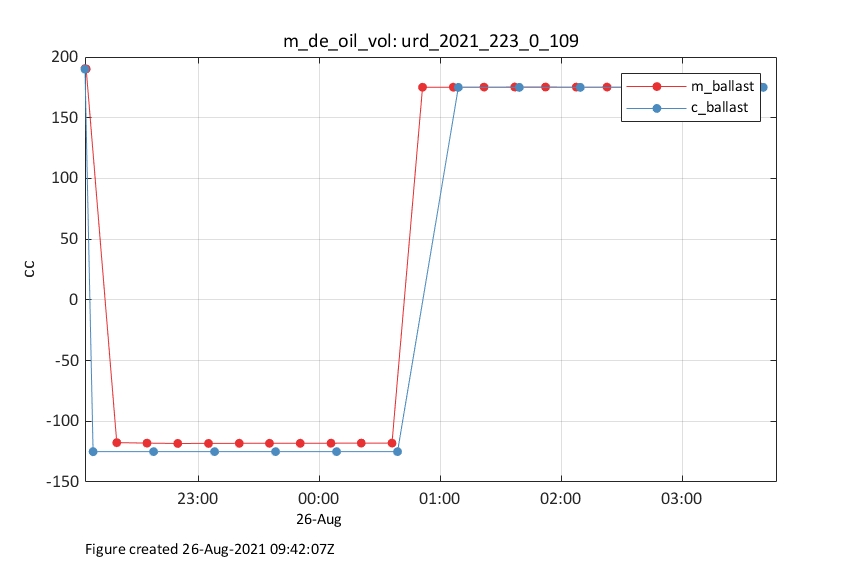 m_de_oil_vol: urd_2021_223_0_109
200
150
100
50
0
-50
-100
-150
cc
m_ballast
c_ballast
23:00 00:00 01:00 02:00 03:00
26-Aug
Figure created 26-Aug-2021 09:42:07Z